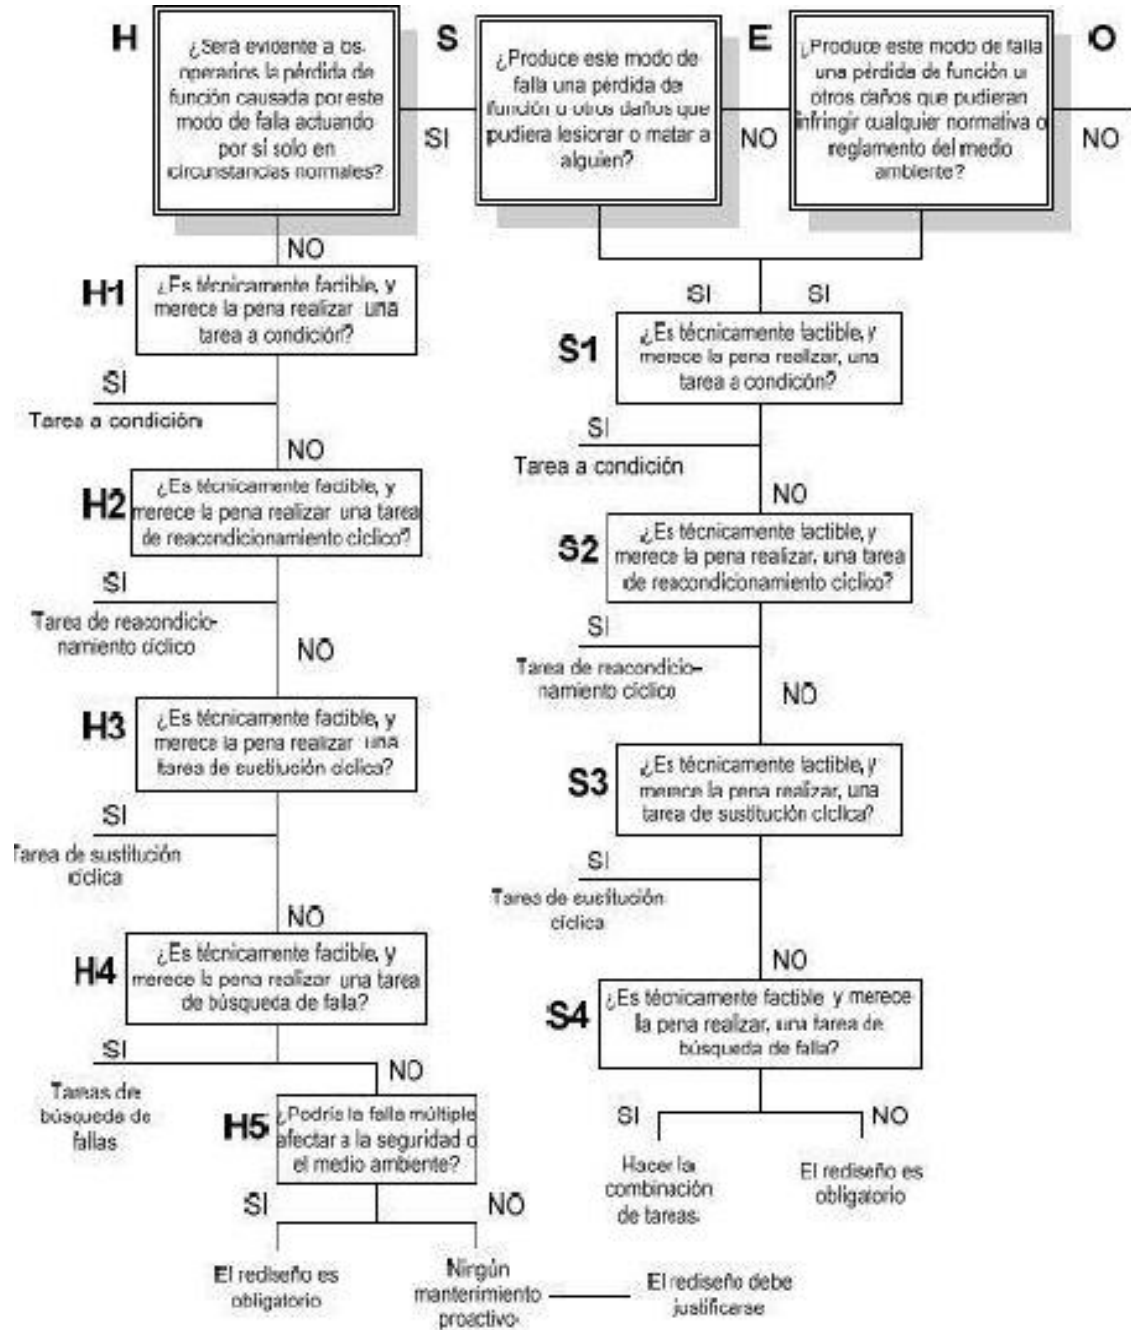 H
¿Será evidente a los
operarios la pérdida de
función causada por este
modo de falla actuando
por sí solo en
circunstancias normales?
SI
S
¿Produce este modo de
falla una pérdida de
función u otros daños que
pudiera lesionar o matar a
alguien?
NO
E
¿Produce este modo de falla
una pérdida de función u
otros daños que pudieran
infringir cualquier normativa o
reglamento del medio
ambiente?
NO
O
NO
H1
¿Es técnicamente factible, y
merece la pena realizar una
tarea a condición?
SI
Tarea a condición
NO
H2
¿Es técnicamente factible, y
merece la pena realizar una tarea
de reacondicionamiento cíclico?
SI
Tarea de reacondicio-
namiento cíclico
NO
H3
¿Es técnicamente factible, y
merece la pena realizar una
tarea de sustitución cíclica?
SI
Tarea de sustitución
cíclica
NO
H4
¿Es técnicamente factible, y
merece la pena realizar una tarea
de búsqueda de falla?
SI
Tareas de
búsqueda de
fallas
NO
H5
¿Podría la falla múltiple
afectar a la seguridad o
el medio ambiente?
SI
El rediseño es
obligatorio
NO
Ningún
mantenimiento
proactivo
El rediseño debe
justificarse
SI
SI
S1
¿Es técnicamente factible, y
merece la pena realizar, una
tarea a condición?
SI
Tarea a condición
NO
S2
¿Es técnicamente factible, y
merece la pena realizar, una tarea
de reacondicionamiento cíclico?
SI
Tarea de reacondicio-
namiento cíclico
NO
S3
¿Es técnicamente factible, y
merece la pena realizar, una
tarea de sustitución cíclica?
SI
Tarea de sustitución
cíclica
NO
S4
¿Es técnicamente factible y merece
la pena realizar, una tarea de
búsqueda de falla?
SI
Hacer la
combinación
de tareas.
NO
El rediseño es
obligatorio